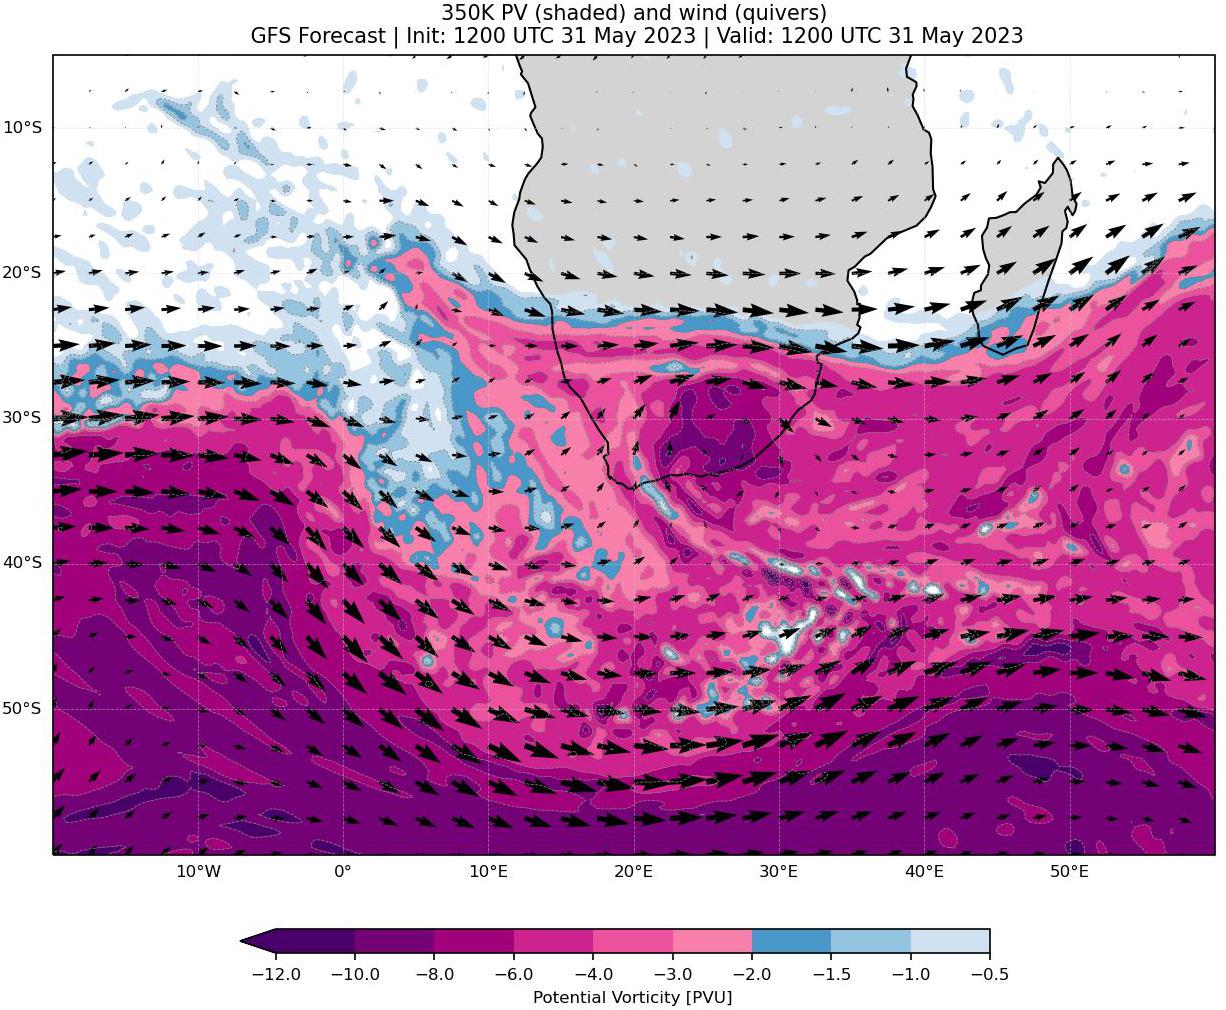 350K PV (shaded) and wind (quivers)
GFS Forecast | Init: 1200 UTC 31 May 2023 | Valid: 1200 UTC 31 May 2023
10°S
20°S
30°S
40°S
50°S
10°W 0° 10°E 20°E 30°E 40°E 50°E
−12.0 −10.0 −8.0 −6.0 −4.0 −3.0 −2.0 −1.5 −1.0 −0.5
Potential Vorticity [PVU]